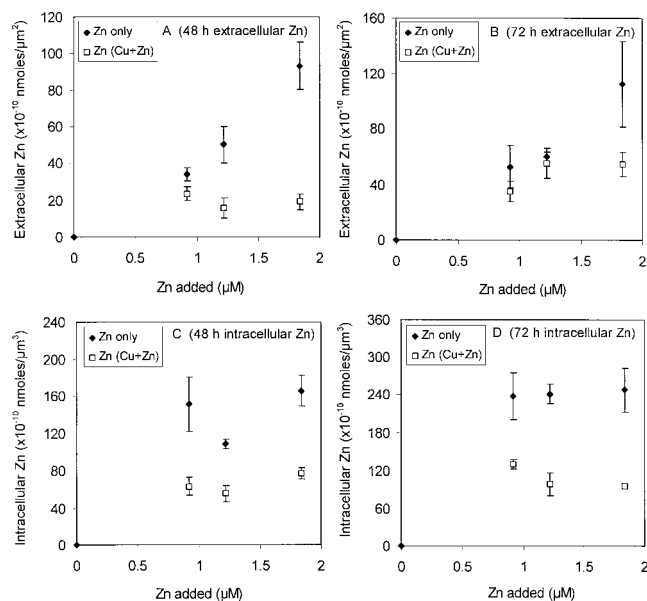 A (48 h extracellular Zn)
Zn only
Zn (Cu+Zn)
Extracellular Zn (x10⁻¹⁰ nmoles/µm²)
120
100
80
60
40
20
0
0 0.5 1 1.5 2
Zn added (µM)
B (72 h extracellular Zn)
Zn only
Zn (Cu+Zn)
Extracellular Zn (x10⁻¹⁰ nmoles/µm²)
160
120
80
40
0
0 0.5 1 1.5 2
Zn added (µM)
C (48 h intracellular Zn)
Zn only
Zn (Cu+Zn)
Intracellular Zn (x10⁻¹⁰ nmoles/µm³)
240
200
160
120
80
40
0
0 0.5 1 1.5 2
Zn added (µM)
D (72 h intracellular Zn)
Zn only
Zn (Cu+Zn)
Intracellular Zn (x10⁻¹⁰ nmoles/µm³)
360
300
240
180
120
60
0
0 0.5 1 1.5 2
Zn added (µM)